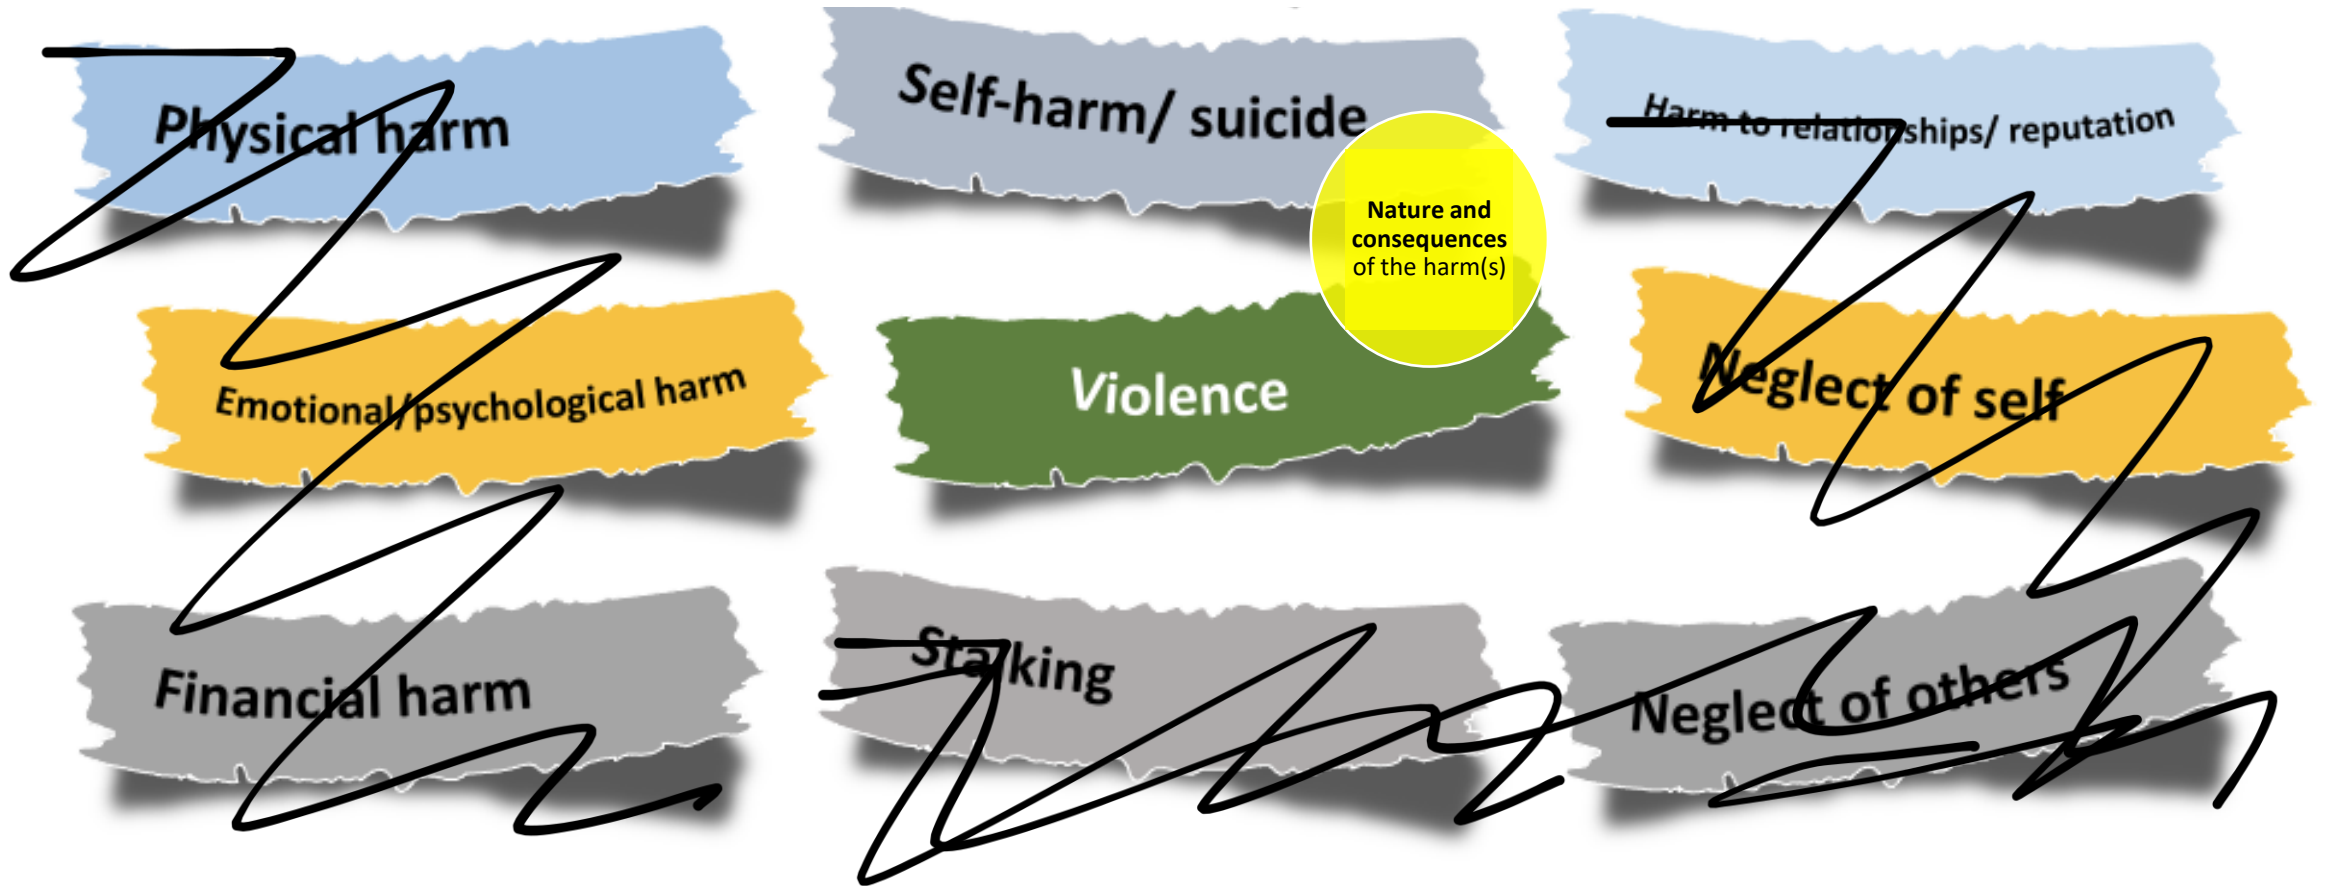 Physical harm
Self-harm/ suicide
Harm to relationships/ reputation
Nature and
consequences
of the harm(s)
Emotional/psychological harm
Violence
Neglect of self
Financial harm
Stalking
Neglect of others